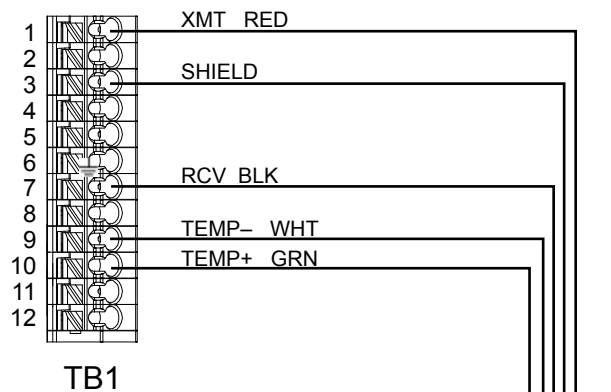 1 XMT RED
2
3 SHIELD
4
5
6
7 RCV BLK
8
9 TEMP– WHT
10 TEMP+ GRN
11
12
TB1